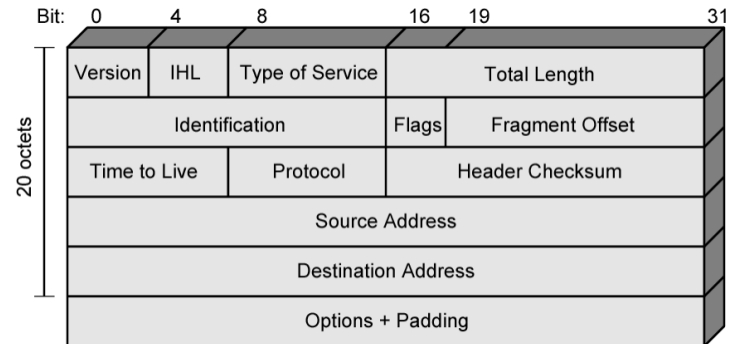 Bit: 0 4 8 16 19 31
Version IHL Type of Service Total Length
Identification Flags Fragment Offset
Time to Live Protocol Header Checksum
Source Address
Destination Address
Options + Padding
20 octets